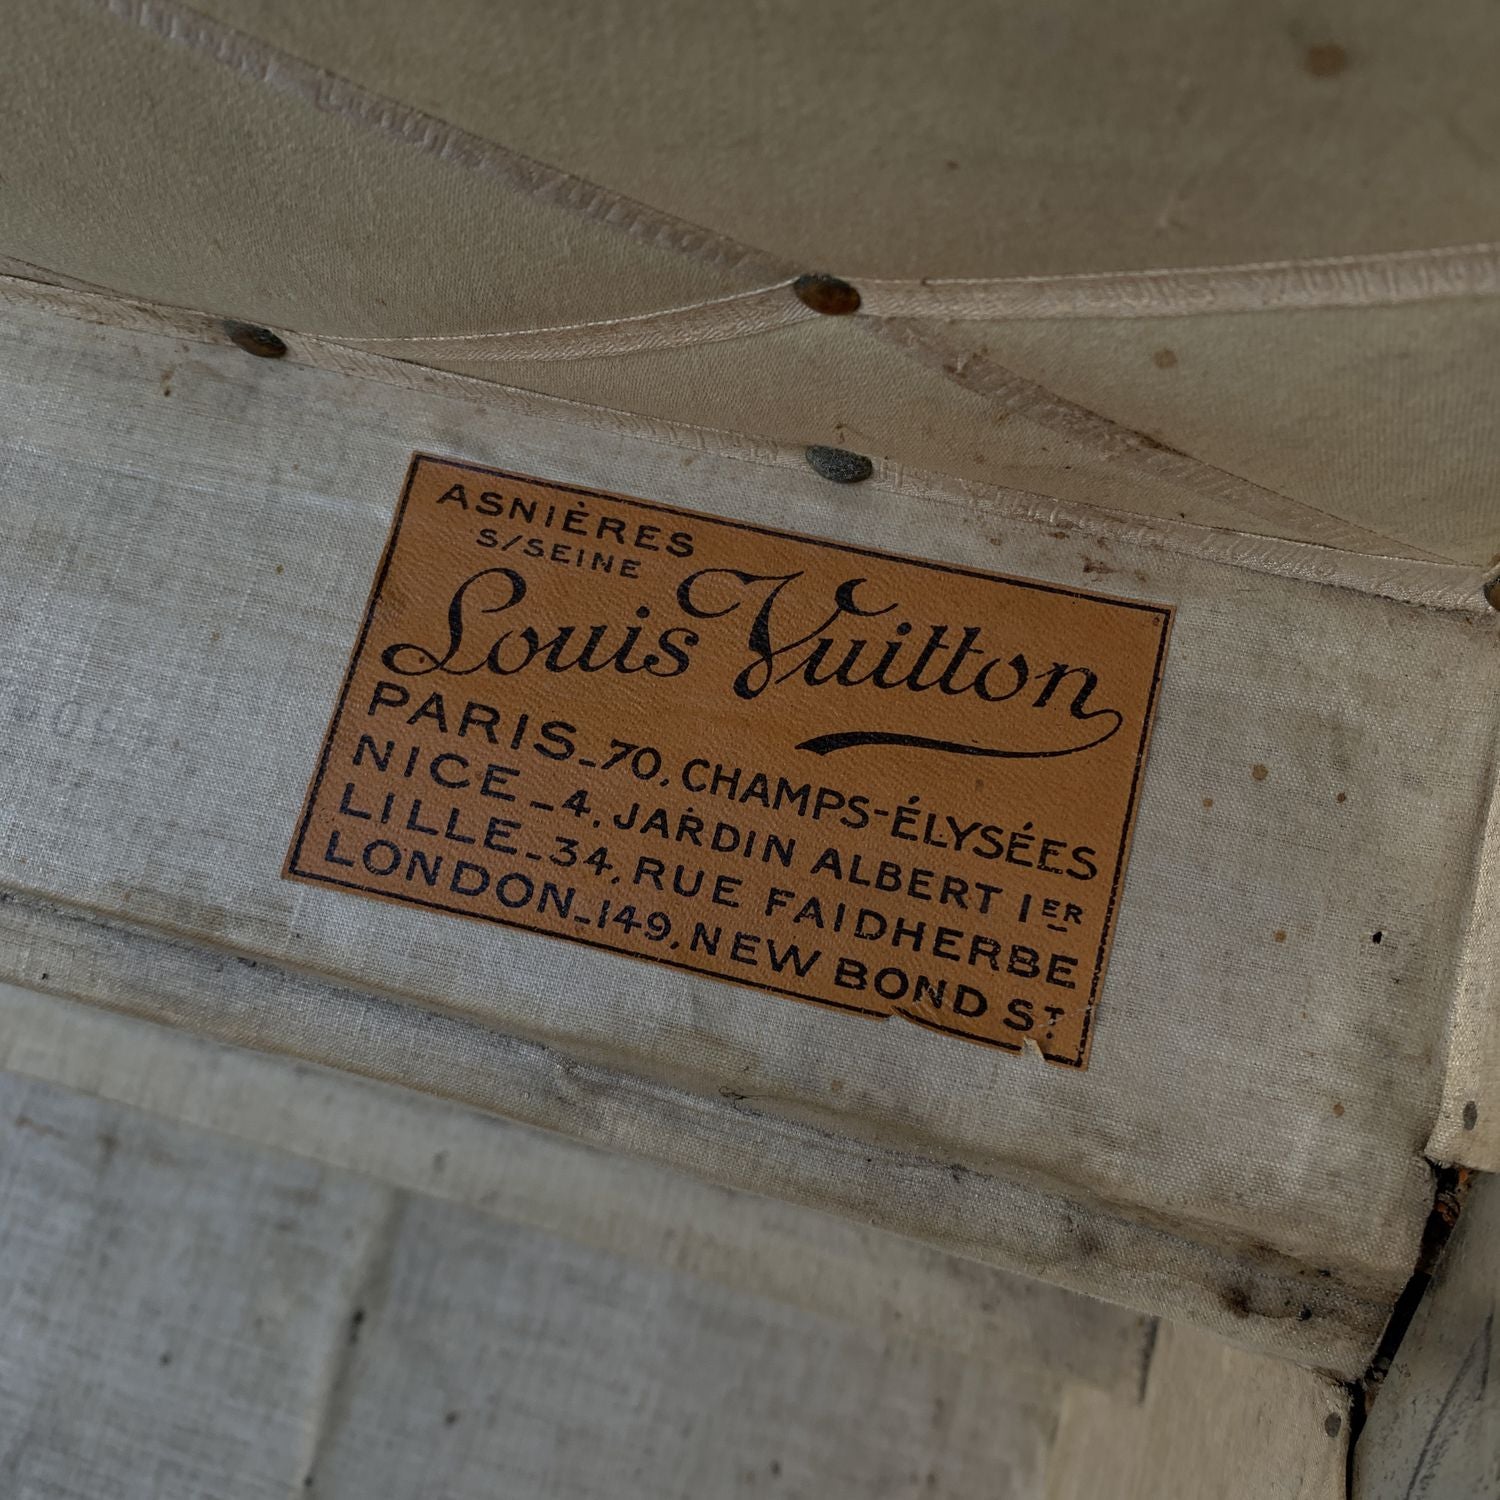 ASNIÈRES
S/SEINE
Louis Vuitton
PARIS_70, CHAMPS-ÉLYSÉES
NICE_4, JARDIN ALBERT 1ER
LILLE_34, RUE FAIDHERBE
LONDON_149, NEW BOND ST